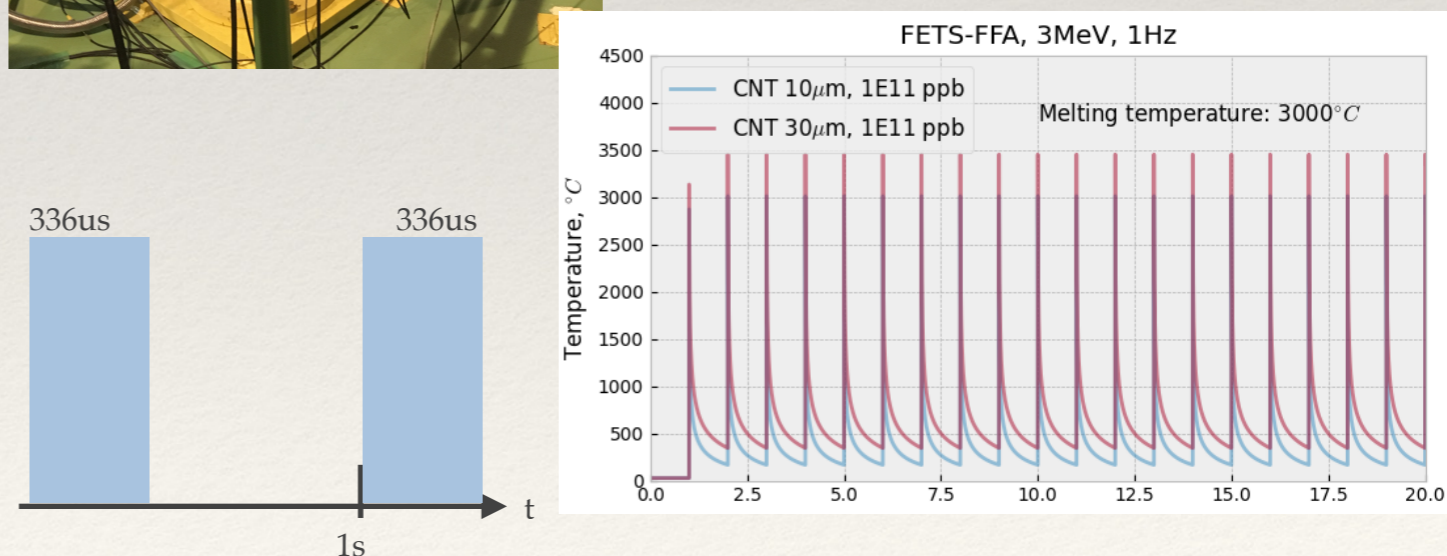 FETS-FFA, 3MeV, 1Hz
4500
4000
3500
3000
2500
2000
1500
1000
500
0
Temperature, °C
CNT 10μm, 1E11 ppb
CNT 30μm, 1E11 ppb
Melting temperature: 3000°C
0.0 2.5 5.0 7.5 10.0 12.5 15.0 17.5 20.0
336us 336us
t
1s